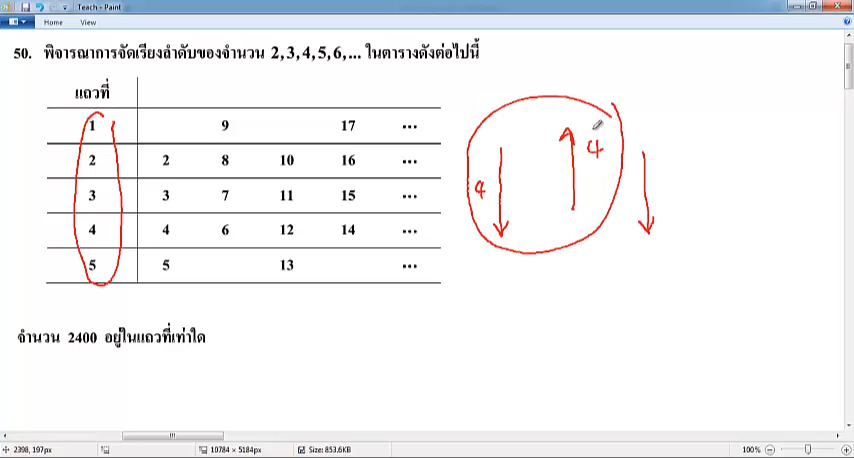 Teach - Paint
Home View
50. พิจารณาการจัดเรียงลำดับของจำนวน 2,3,4,5,6,... ในตารางดังต่อไปนี้
แถวที่
1 9 17 ...
2 2 8 10 16 ...
3 3 7 11 15 ...
4 4 6 12 14 ...
5 5 13 ...
4
4
จำนวน 2400 อยู่ในแถวที่เท่าใด
2398, 197px 10784 × 5184px Size: 853.6KB 100%